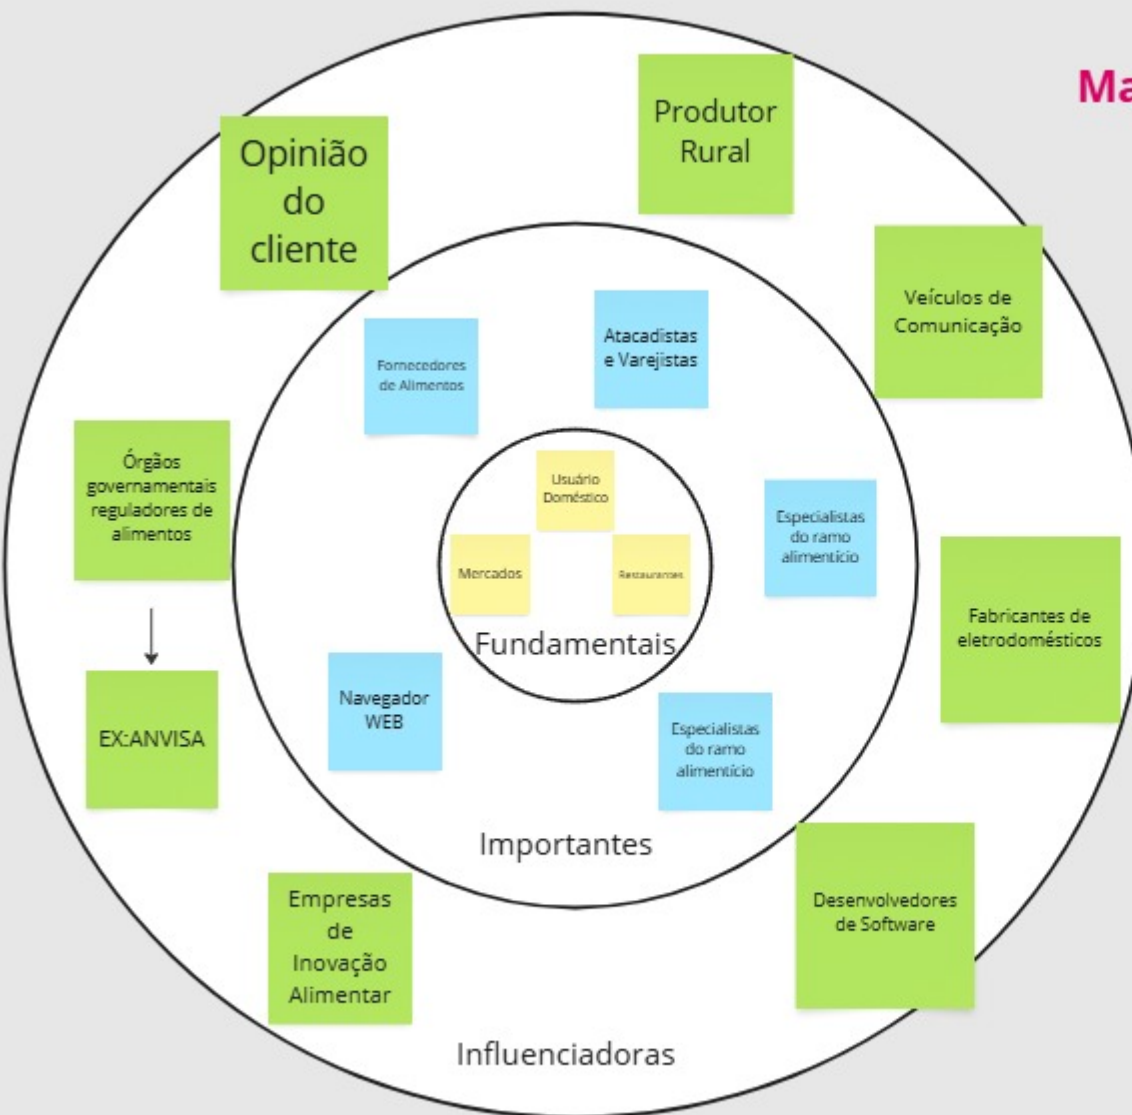 Ma
Produtor
Rural
Opinião
do
cliente
Veículos de
Comunicação
Atacadistas
e Varejistas
Fornecedores
de Alimentos
Órgãos
governamentais
reguladores de
alimentos
Usuário
Doméstico
Especialistas
do ramo
alimentício
Mercados
Restaurantes
Fundamentais
Fabricantes de
eletrodomésticos
Navegador
WEB
EX:ANVISA
Especialistas
do ramo
alimentício
Importantes
Empresas
de
Inovação
Alimentar
Desenvolvedores
de Software
Influenciadoras